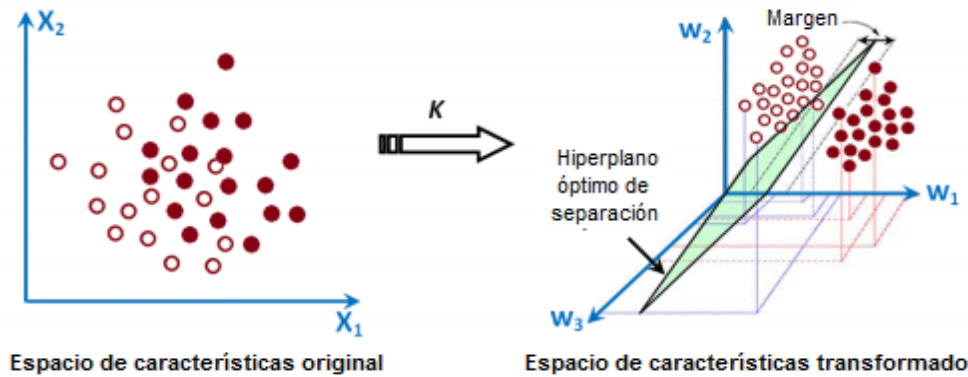 X₂
X₁
Espacio de características original
K
Margen
W₂
Hiperplano
óptimo de
separación
W₁
W₃
Espacio de características transformado